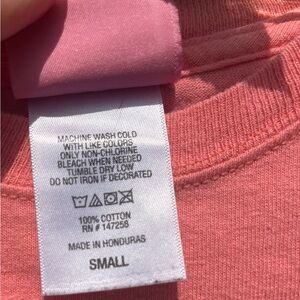 MACHINE WASH COLD
WITH LIKE COLORS
ONLY NON-CHLORINE
BLEACH WHEN NEEDED
TUMBLE DRY LOW
DO NOT IRON IF DECORATED
100% COTTON
RN # 147258
MADE IN HONDURAS
SMALL